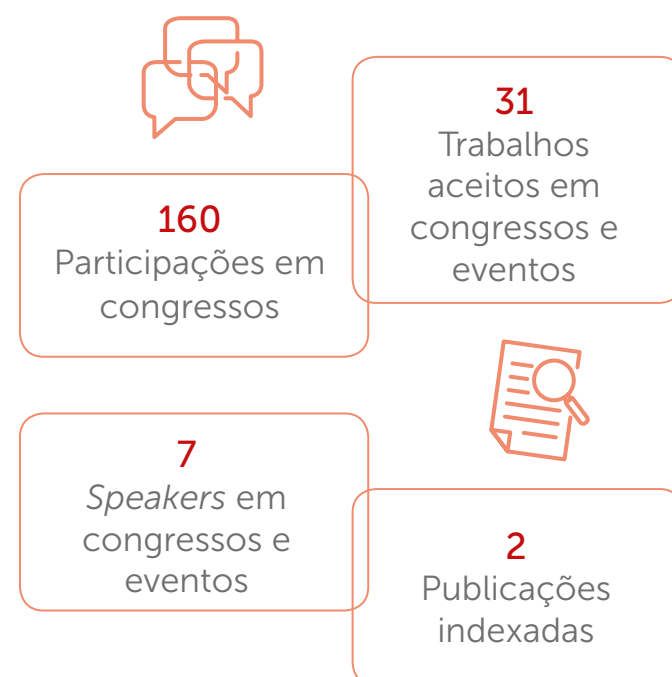 160
Participações em
congressos
31
Trabalhos
aceitos em
congressos e
eventos
7
Speakers em
congressos e
eventos
2
Publicações
indexadas